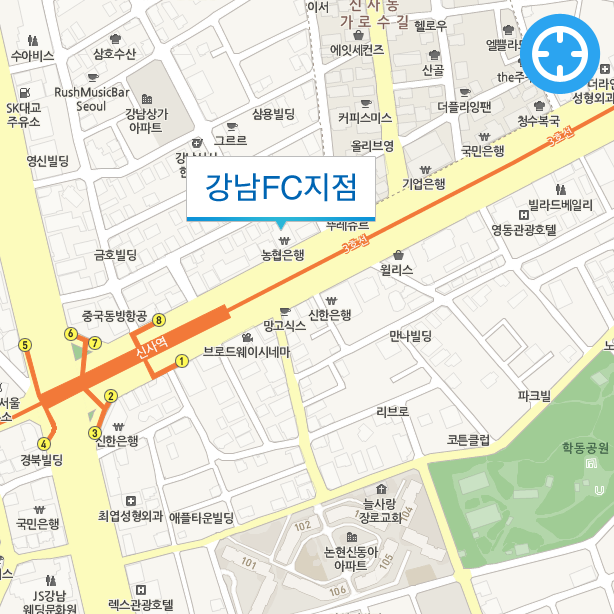 이서
신사동
가로수길
헬로우
수아비스
삼호수산
에잇세컨즈
엘쁠라
산골
the주
더라인
성형외과
RushMusicBar
Seoul
SK대교
주유소
강남상가
아파트
삼융빌딩
커피스미스
더플라잉팬
청수복국
그르르
올리브영
국민은행
3호선
영신빌딩
기업은행
강남FC지점
빌라드베일리
뚜레쥬르
영동관광호텔
금호빌딩
농협은행
3호선
윌리스
중국동방항공
8
신한은행
망고식스
만나빌딩
6
7
5
신사역
브로드웨이시네마
1
서울
2
파크빌
리브로
3
신한은행
4
코튼클럽
학동공원
경북빌딩
늘사랑
장로교회
국민은행
최엽성형외과
애플타운빌딩
102
104
논현신동아
아파트
101
105
106
JS강남
웨딩문화원
렉스관광호텔